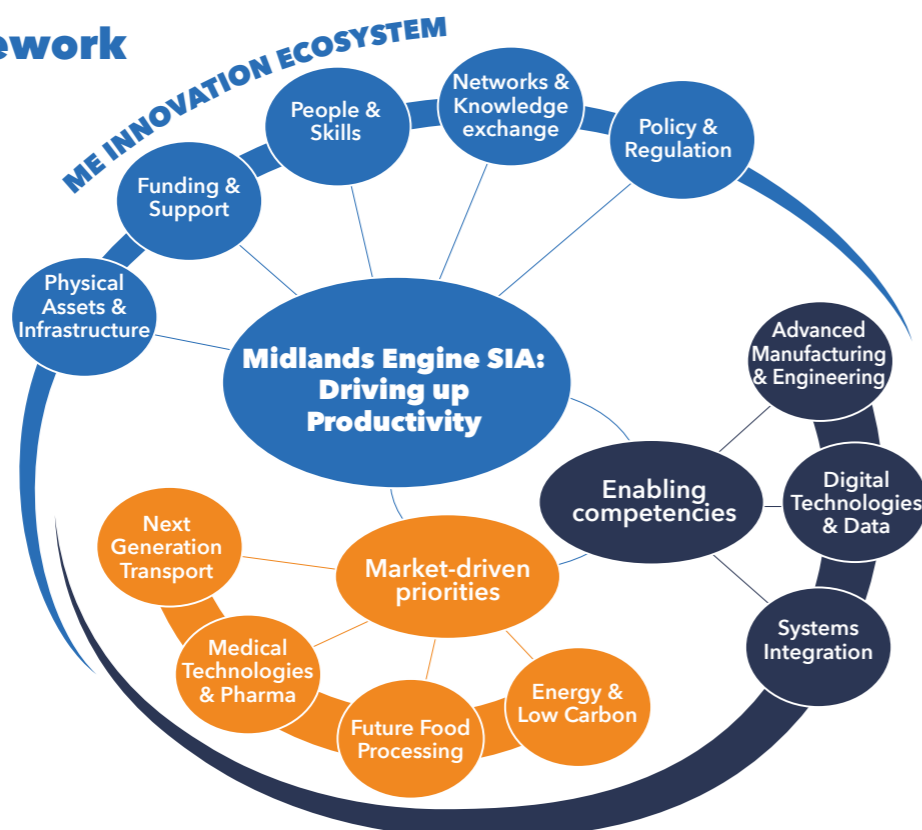 ework
ME INNOVATION ECOSYSTEM
Networks &
Knowledge
exchange
People &
Skills
Policy &
Regulation
Funding &
Support
Physical
Assets &
Infrastructure
Midlands Engine SIA:
Driving up
Productivity
Advanced
Manufacturing
& Engineering
Enabling
competencies
Digital
Technologies
& Data
Systems
Integration
Market-driven
priorities
Next
Generation
Transport
Medical
Technologies
& Pharma
Future Food
Processing
Energy &
Low Carbon